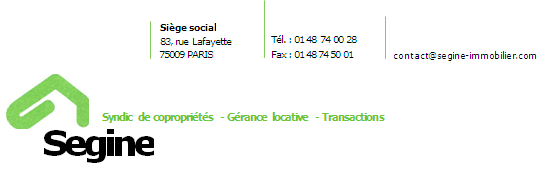 Siège social
83, rue Lafayette
75009 PARIS
Tél. : 01 48 74 00 28
Fax : 01 48 74 50 01
contact@segine-immobilier.com
Syndic de copropriétés - Gérance locative - Transactions
Segine